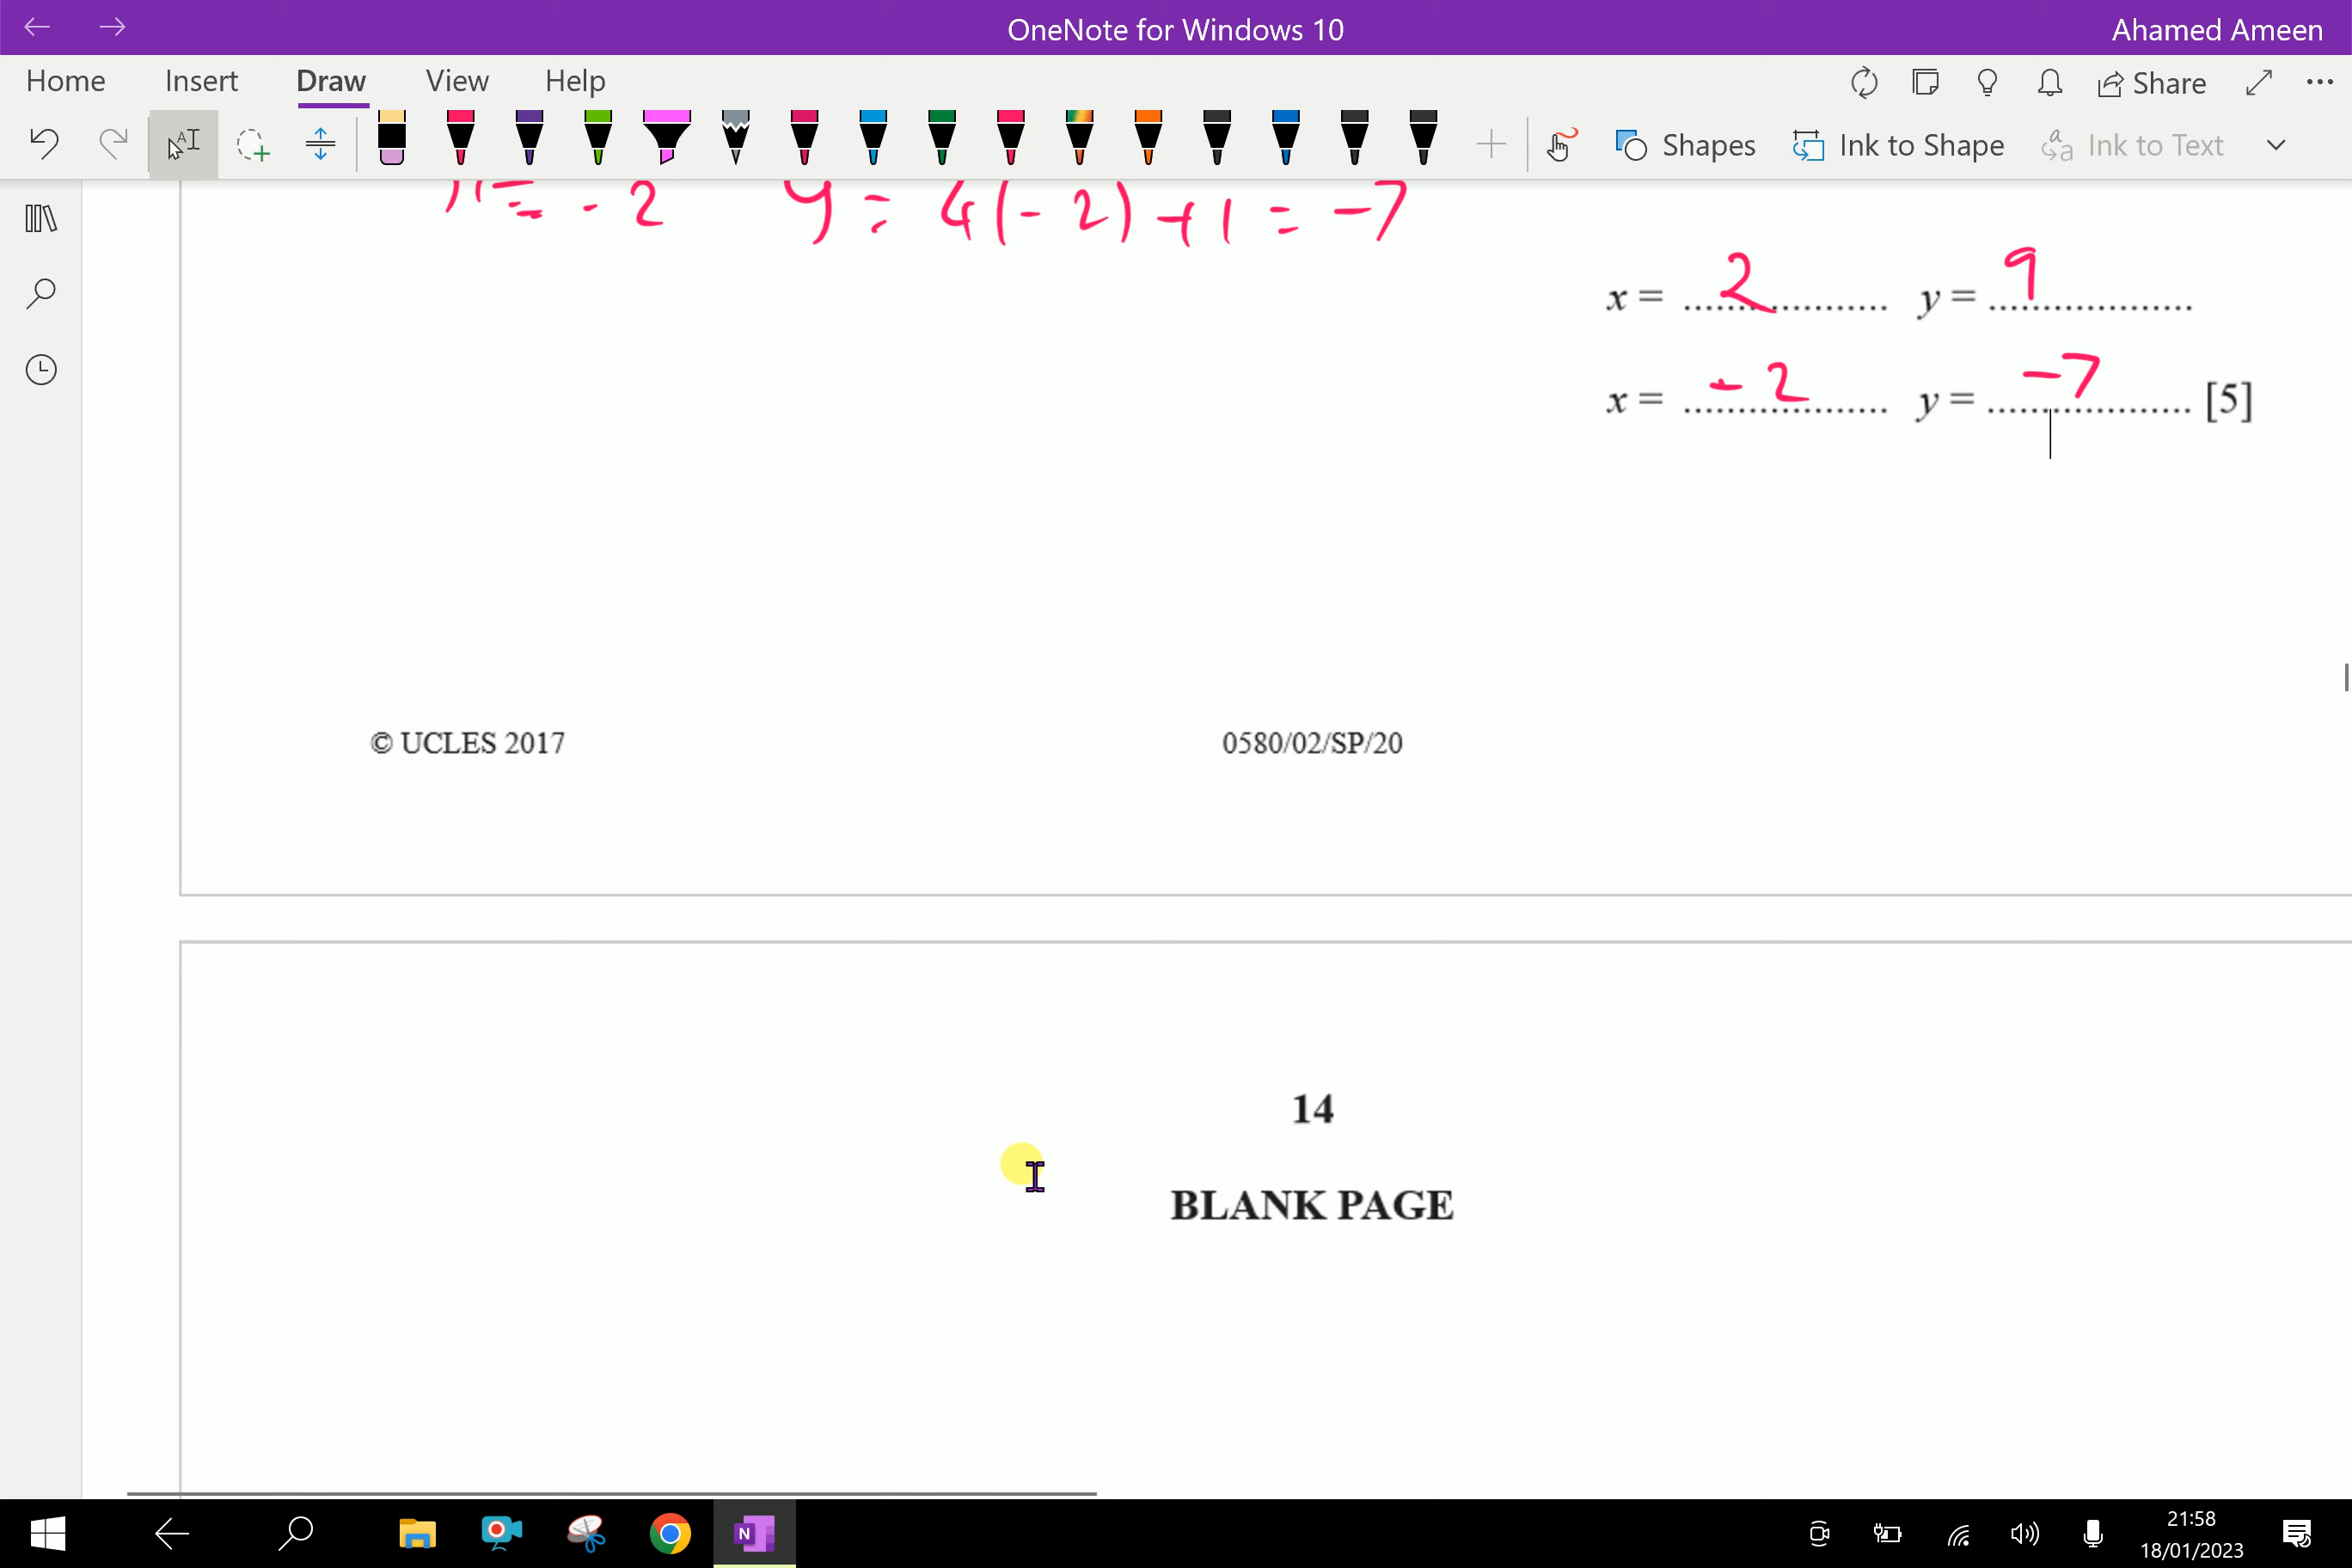 OneNote for Windows 10
Ahamed Ameen
Home Insert Draw View Help
Share
Shapes Ink to Shape Ink to Text
= - 2 y = 4(-2) + 1 = -7
x = 2 y = 9
x = -2 y = -7 [5]
© UCLES 2017
0580/02/SP/20
14
BLANK PAGE
21:58
18/01/2023